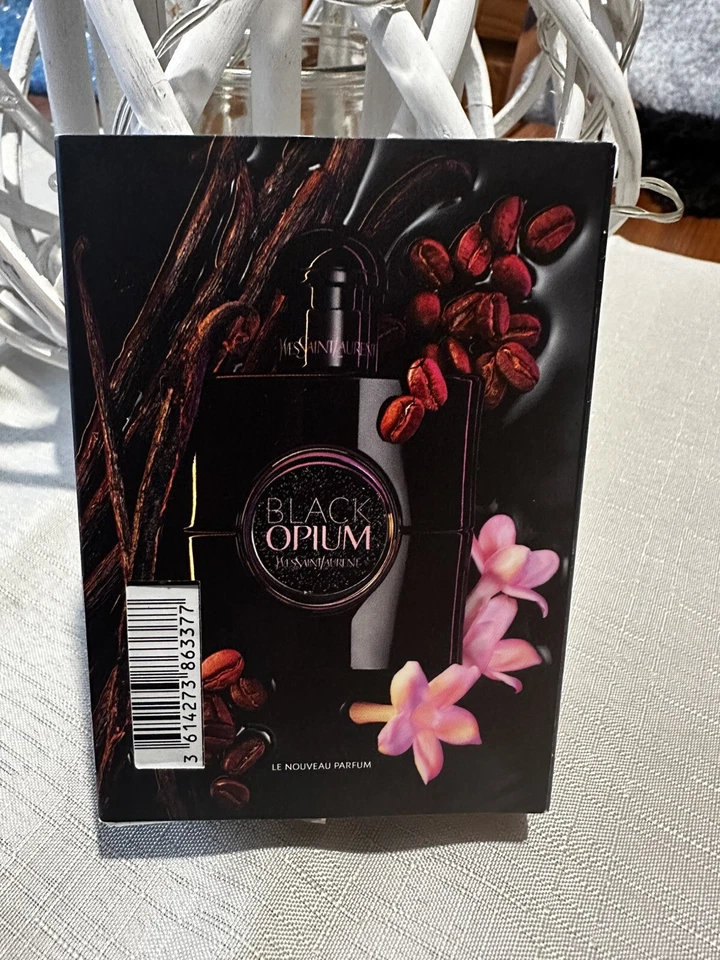 YVESSAINTLAURENT
BLACK
OPIUM
YVESSAINTLAURENT
3 614273 863377
LE NOUVEAU PARFUM